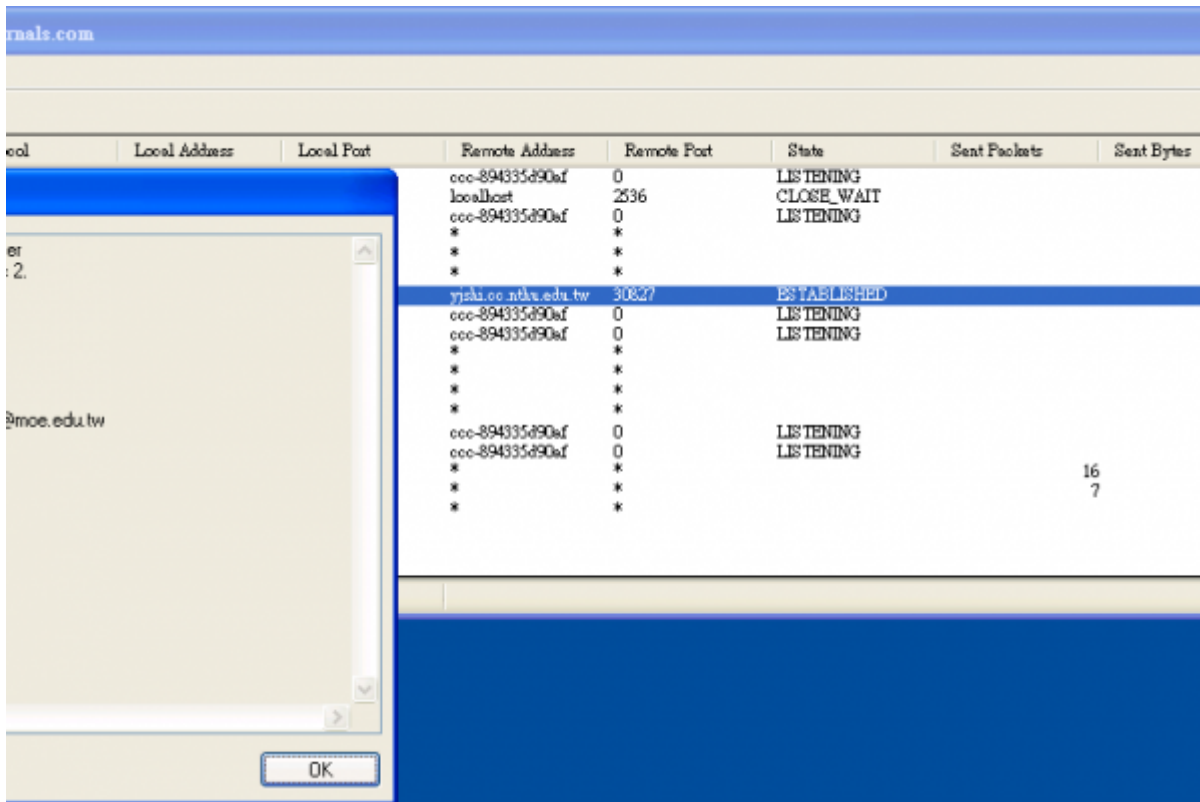 rnals.com
ocol Local Address Local Port Remote Address Remote Port State Sent Packets Sent Bytes
ccc-894335d90af 0 LISTENING
localhost 2536 CLOSE_WAIT
ccc-894335d90af 0 LISTENING
* *
* *
* *
yjshi.cc.nthu.edu.tw 30827 ESTABLISHED
ccc-894335d90af 0 LISTENING
ccc-894335d90af 0 LISTENING
* *
* *
* *
* *
ccc-894335d90af 0 LISTENING
ccc-894335d90af 0 LISTENING
* * 16
* * 7
* *
er
: 2.
@moe.edu.tw
OK